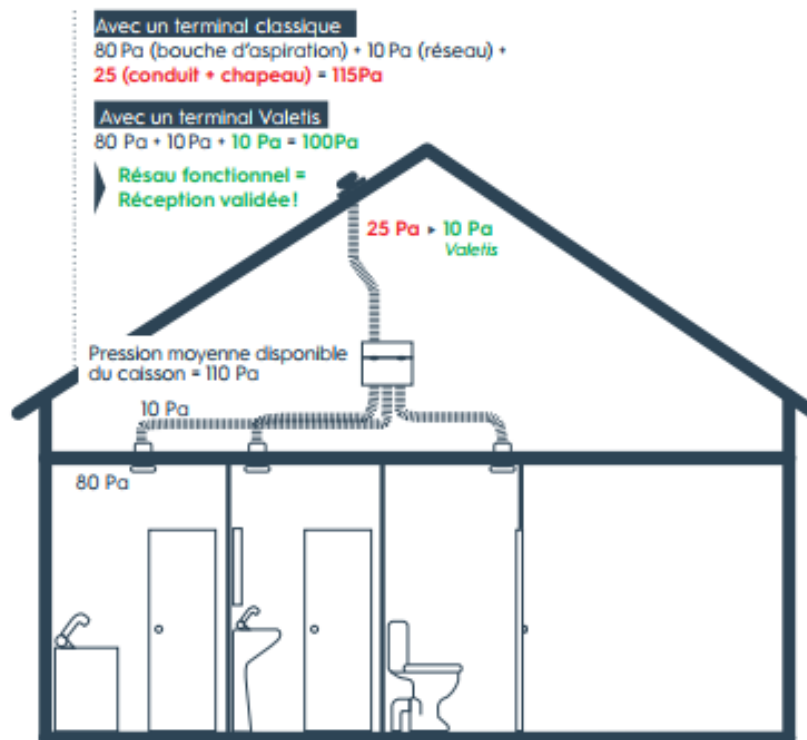 Avec un terminal classique
80 Pa (bouche d'aspiration) + 10 Pa (réseau) +
25 (conduit + chapeau) = 115Pa
Avec un terminal Valetis
80 Pa + 10 Pa + 10 Pa = 100Pa
Résau fonctionnel =
Réception validée!
25 Pa ▸ 10 Pa
Valetis
Pression moyenne disponible
du caisson = 110 Pa
10 Pa
80 Pa